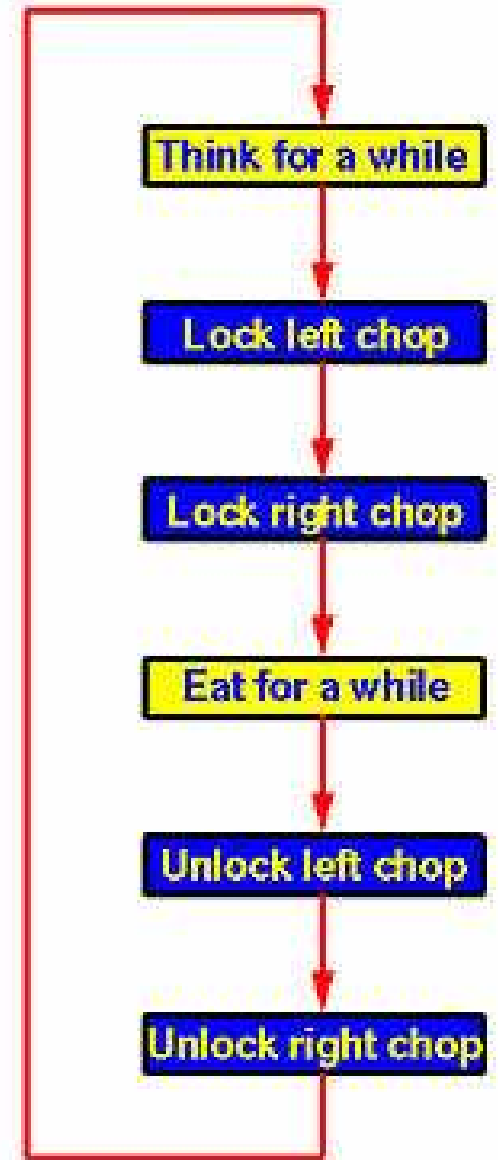 Think for a while
Lock left chop
Lock right chop
Eat for a while
Unlock left chop
Unlock right chop